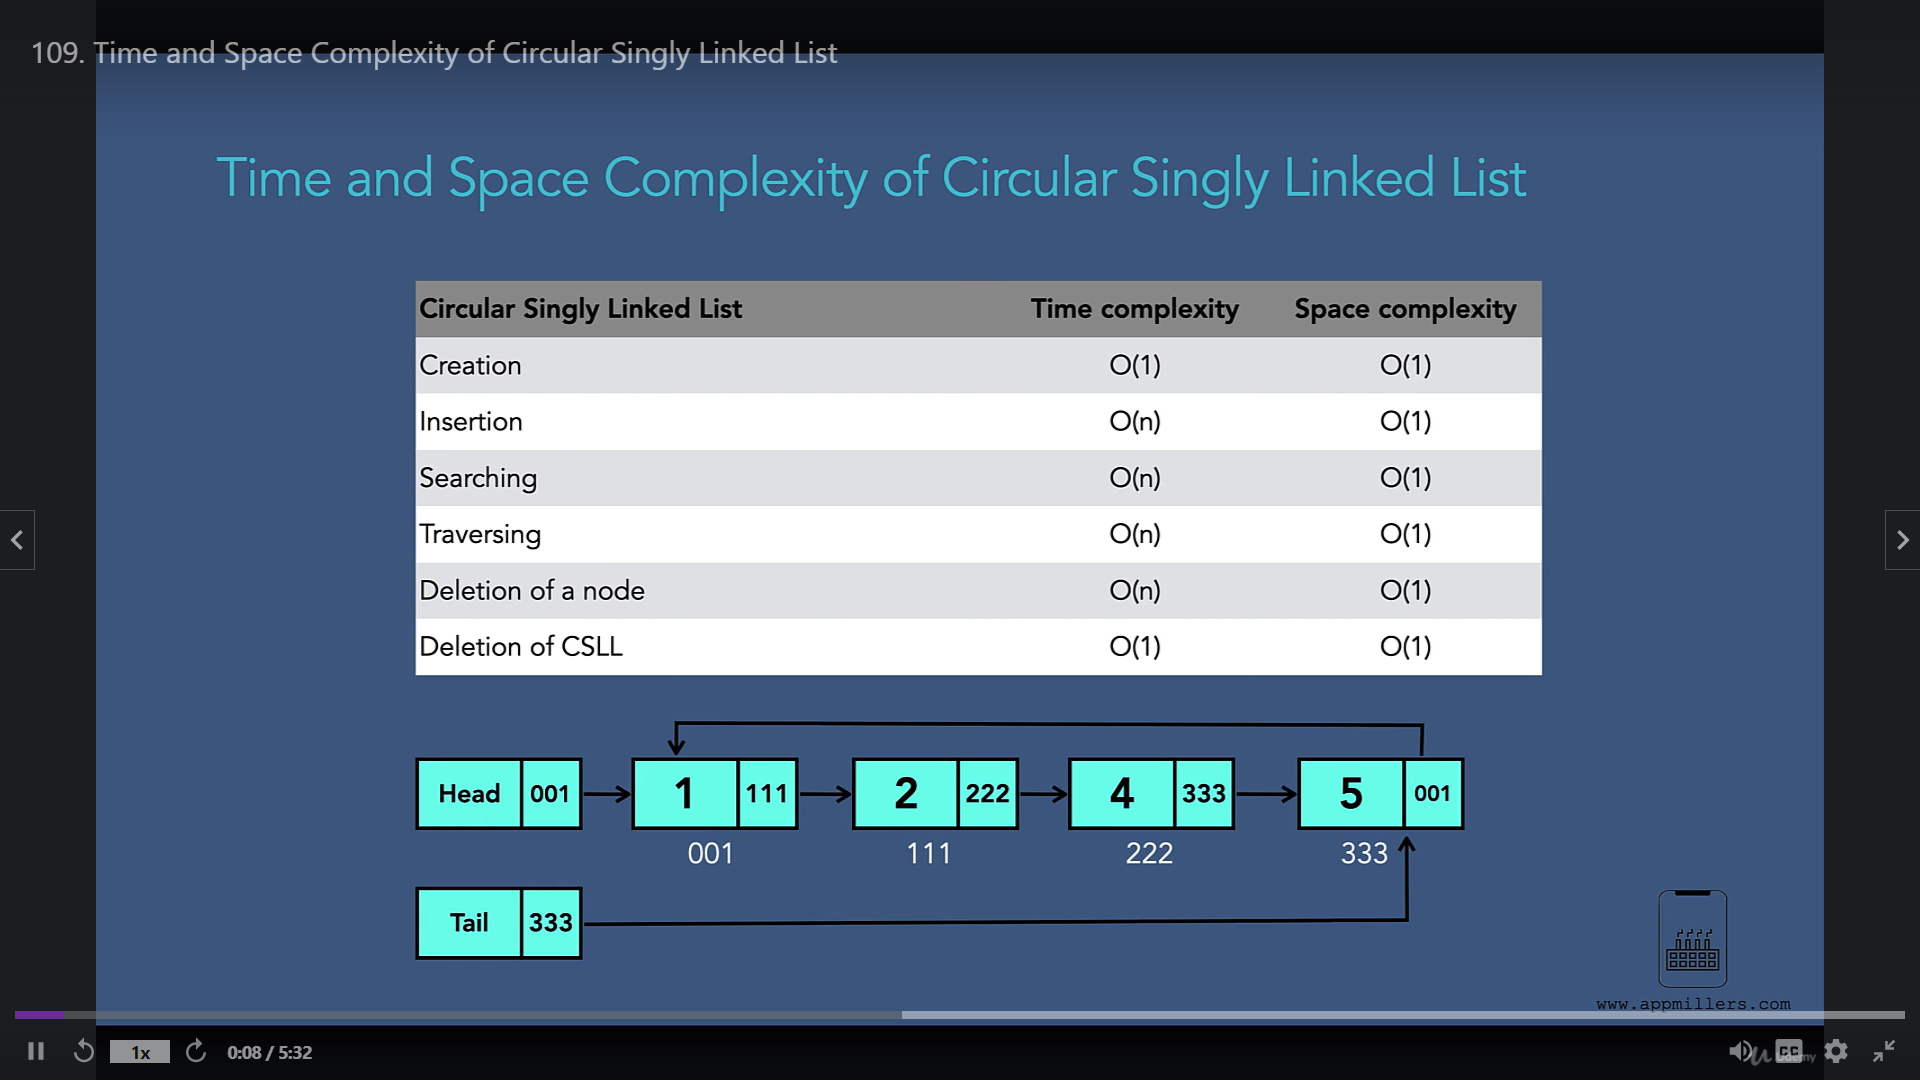 109. Time and Space Complexity of Circular Singly Linked List
Time and Space Complexity of Circular Singly Linked List
Circular Singly Linked List Time complexity Space complexity
Creation O(1) O(1)
Insertion O(n) O(1)
Searching O(n) O(1)
Traversing O(n) O(1)
Deletion of a node O(n) O(1)
Deletion of CSLL O(1) O(1)
Head 001 1 111 2 222 4 333 5 001
001 111 222 333
Tail 333
www.appmillers.com
1x 0:08 / 5:32 CC Udemy